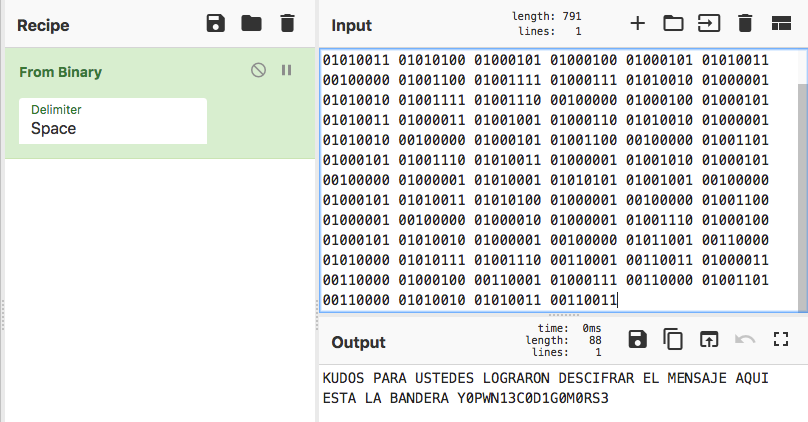 Recipe
From Binary
Delimiter
Space
Input
length: 791
lines: 1
01010011 01010100 01000101 01000100 01000101 01010011
00100000 01001100 01001111 01000111 01010010 01000001
01010010 01001111 01001110 00100000 01000100 01000101
01010011 01000011 01001001 01000110 01010010 01000001
01010010 00100000 01000101 01001100 00100000 01001101
01000101 01001110 01010011 01000001 01001010 01000101
00100000 01000001 01010001 01010101 01001001 00100000
01000101 01010011 01010100 01000001 00100000 01001100
01000001 00100000 01000010 01000001 01001110 01000100
01000101 01010010 01000001 00100000 01011001 00110000
01010000 01010111 01001110 00110001 00110011 01000011
00110000 01000100 00110001 01000111 00110000 01001101
00110000 01010010 01010011 00110011
Output
time: 0ms
length: 88
lines: 1
KUDOS PARA USTEDES LOGRARON DESCIFRAR EL MENSAJE AQUI
ESTA LA BANDERA Y0PWN13C0D1G0M0RS3